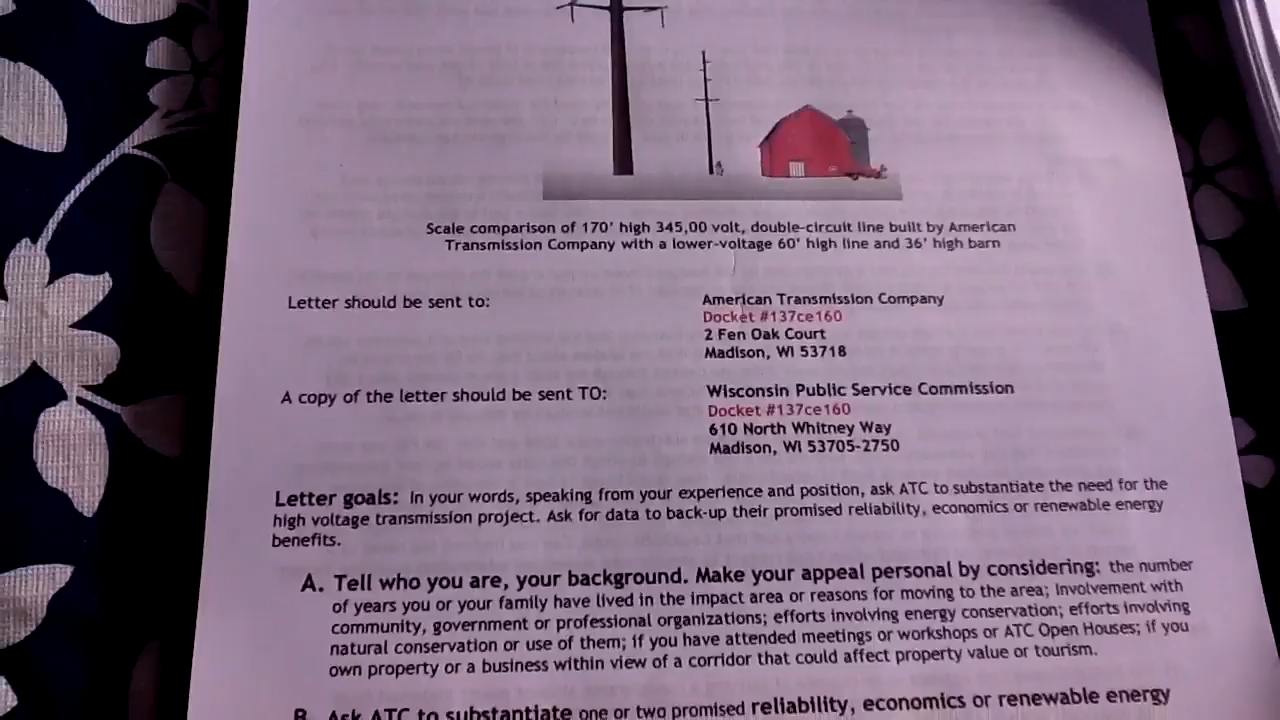 Scale comparison of 170' high 345,00 volt, double-circuit line built by American
Transmission Company with a lower-voltage 60' high line and 36' high barn
Letter should be sent to:
American Transmission Company
Docket #137ce160
2 Fen Oak Court
Madison, WI 53718
A copy of the letter should be sent TO:
Wisconsin Public Service Commission
Docket #137ce160
610 North Whitney Way
Madison, WI 53705-2750
Letter goals: In your words, speaking from your experience and position, ask ATC to substantiate the need for the
high voltage transmission project. Ask for data to back-up their promised reliability, economics or renewable energy
benefits.
A. Tell who you are, your background. Make your appeal personal by considering: the number
of years you or your family have lived in the impact area or reasons for moving to the area; involvement with
community, government or professional organizations; efforts involving energy conservation; efforts involving
natural conservation or use of them; if you have attended meetings or workshops or ATC Open Houses; if you
own property or a business within view of a corridor that could affect property value or tourism.
B. Ask ATC to substantiate one or two promised reliability, economics or renewable energy